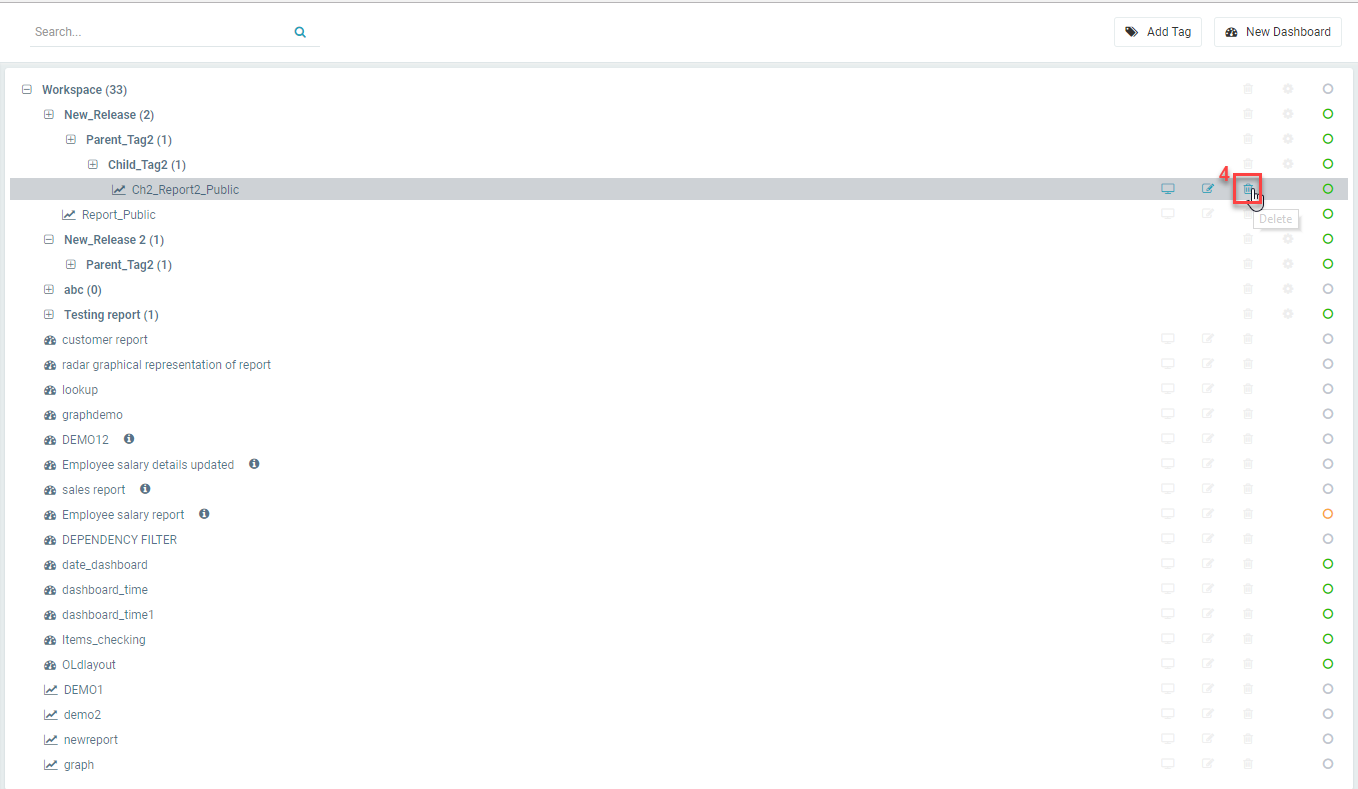 Search...
Add Tag
New Dashboard
Workspace (33)
New_Release (2)
Parent_Tag2 (1)
Child_Tag2 (1)
4
Ch2_Report2_Public
Report_Public
Delete
New_Release 2 (1)
Parent_Tag2 (1)
abc (0)
Testing report (1)
customer report
radar graphical representation of report
lookup
graphdemo
DEMO12
Employee salary details updated
sales report
Employee salary report
DEPENDENCY FILTER
date_dashboard
dashboard_time
dashboard_time1
Items_checking
OLdlayout
DEMO1
demo2
newreport
graph